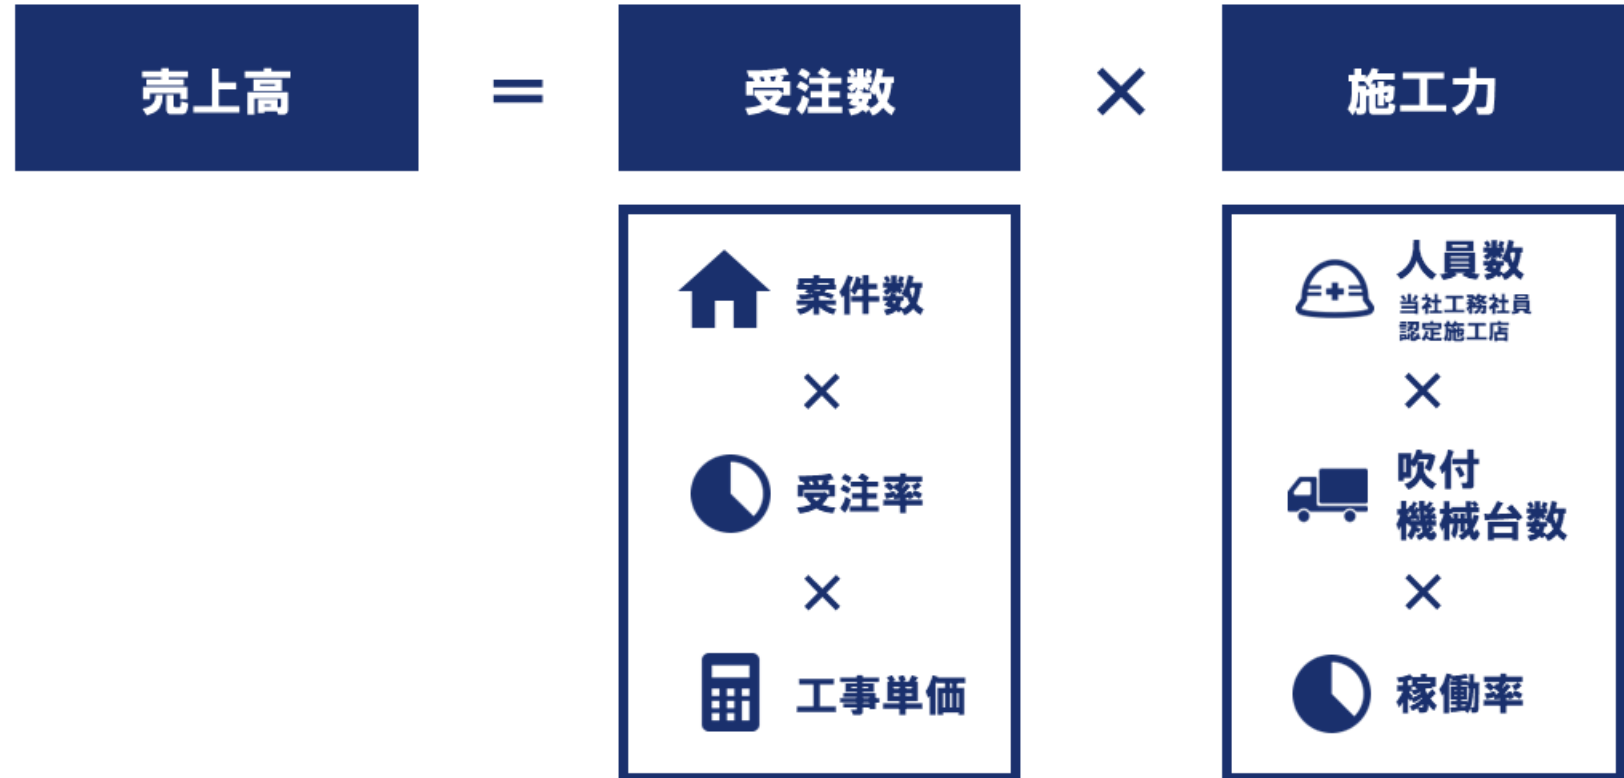 売上高 = 受注数 × 施工力
案件数
×
受注率
×
工事単価
人員数
当社工務社員
認定施工店
×
吹付
機械台数
×
稼働率